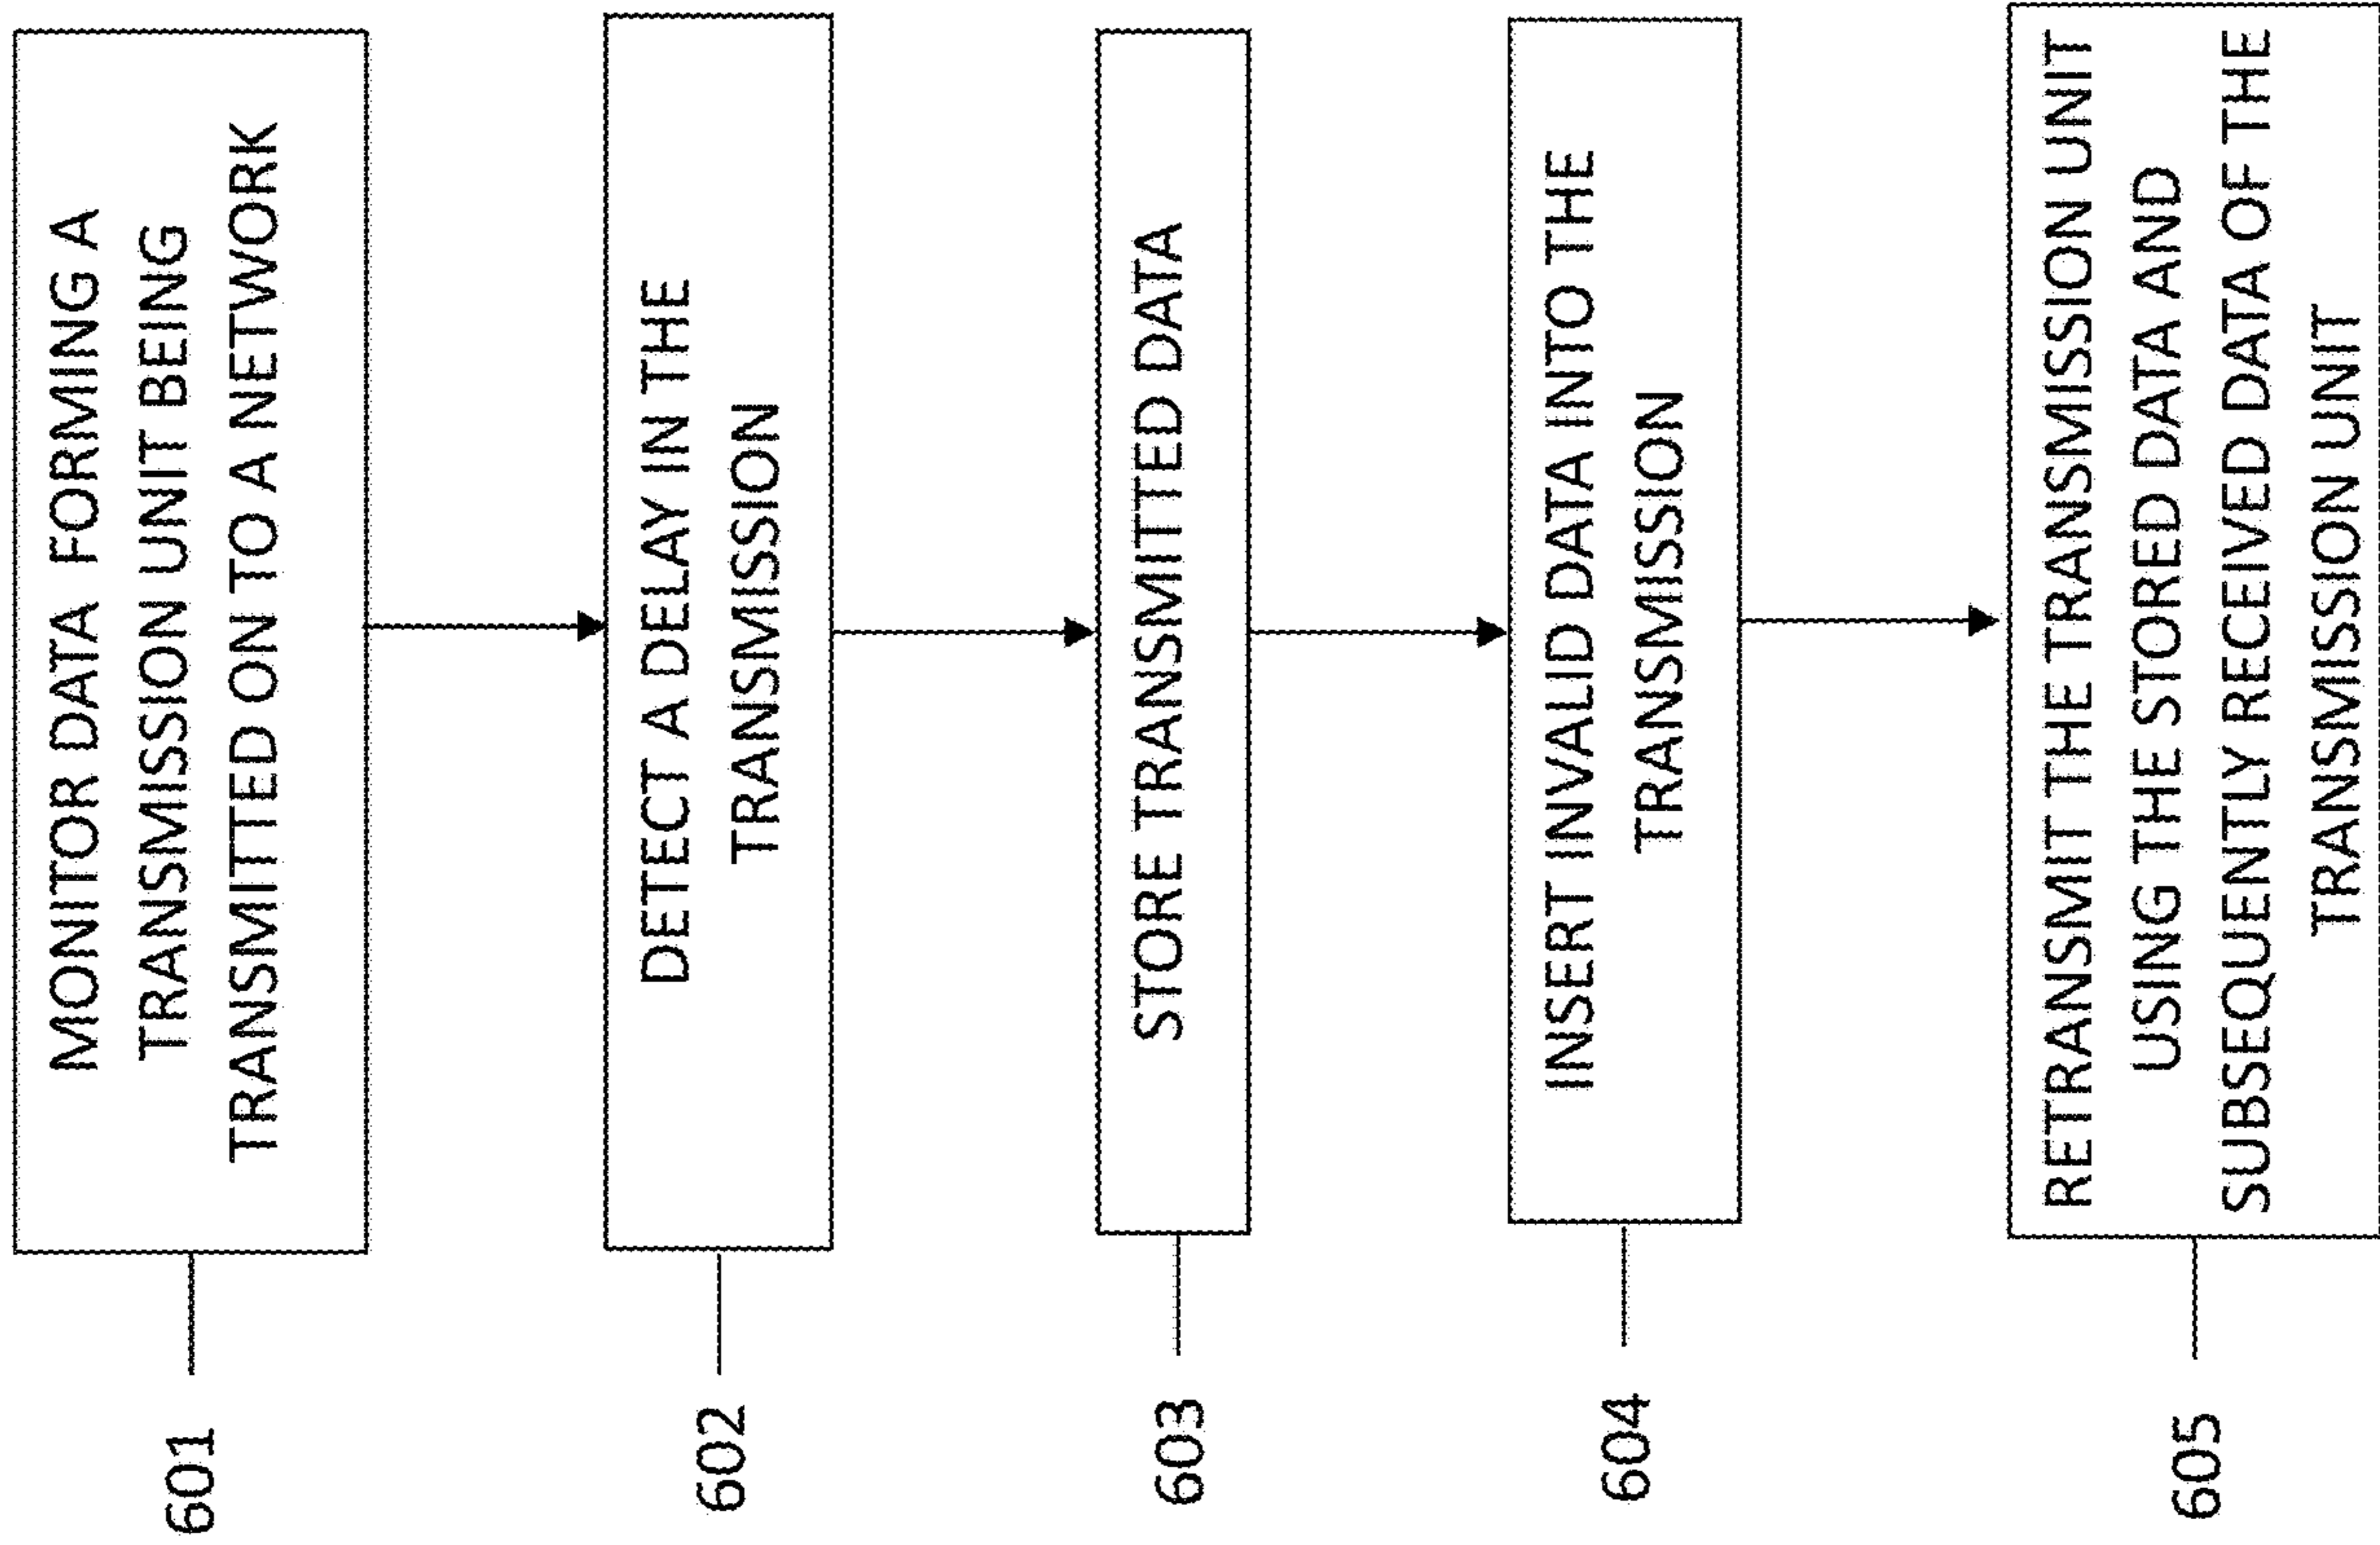 601
MONITOR DATA FORMING A
TRANSMISSION UNIT BEING
TRANSMITTED ON TO A NETWORK
602
DETECT A DELAY IN THE
TRANSMISSION
603
STORE TRANSMITTED DATA
604
INSERT INVALID DATA INTO THE
TRANSMISSION
605
RETRANSMIT THE TRANSMISSION UNIT
USING THE STORED DATA AND
SUBSEQUENTLY RECEIVED DATA OF THE
TRANSMISSION UNIT